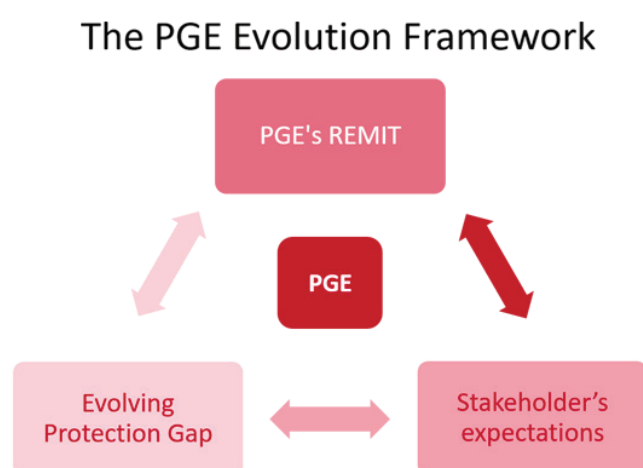 The PGE Evolution Framework
PGE's REMIT
PGE
Evolving
Protection Gap
Stakeholder’s
expectations